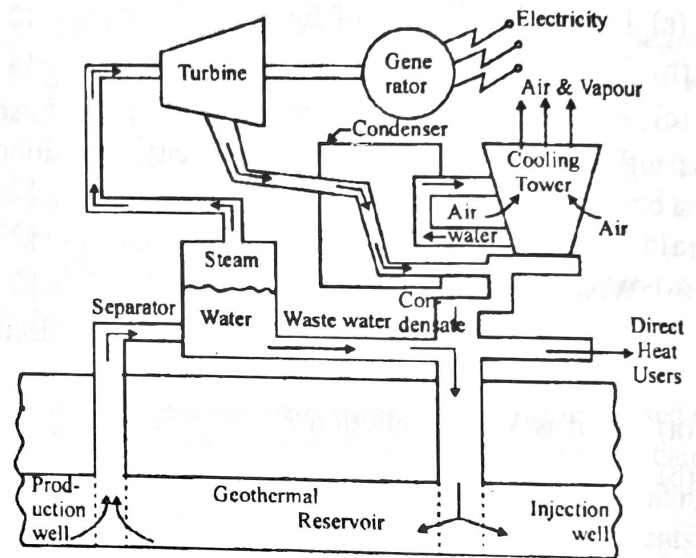 Electricity
Turbine
Gene
rator
Air & Vapour
Condenser
Cooling
Tower
Air
Air
water
Steam
Separator
Water
Waste water
Con
densate
Direct
Heat
Users
Prod-
uction
well
Geothermal
Reservoir
Injection
well